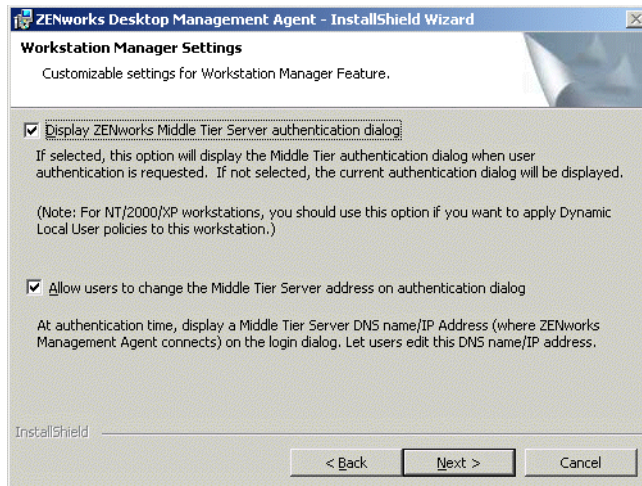 ZENworks Desktop Management Agent - InstallShield Wizard
Workstation Manager Settings
Customizable settings for Workstation Manager Feature.
Display ZENworks Middle Tier Server authentication dialog
If selected, this option will display the Middle Tier authentication dialog when user
authentication is requested. If not selected, the current authentication dialog will be displayed.
(Note: For NT/2000/XP workstations, you should use this option if you want to apply Dynamic
Local User policies to this workstation.)
Allow users to change the Middle Tier Server address on authentication dialog
At authentication time, display a Middle Tier Server DNS name/IP Address (where ZENworks
Management Agent connects) on the login dialog. Let users edit this DNS name/IP address.
InstallShield
< Back Next > Cancel